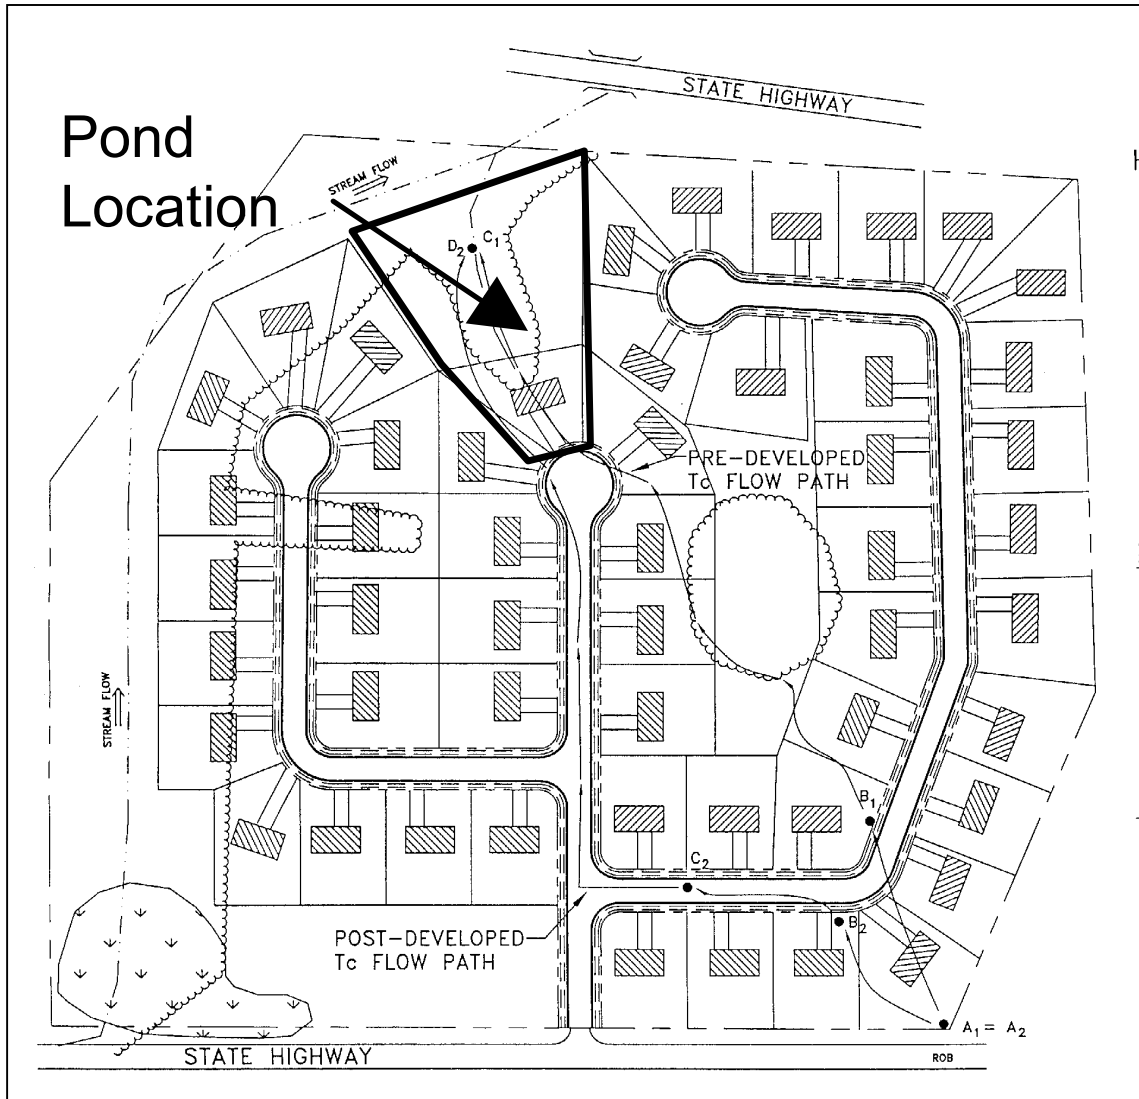 STATE HIGHWAY
Pond
Location
STREAM FLOW
D2 C1
PRE-DEVELOPED
Tc FLOW PATH
STREAM FLOW
B1
C2
B2
POST-DEVELOPED
Tc FLOW PATH
A1 = A2
STATE HIGHWAY
ROB